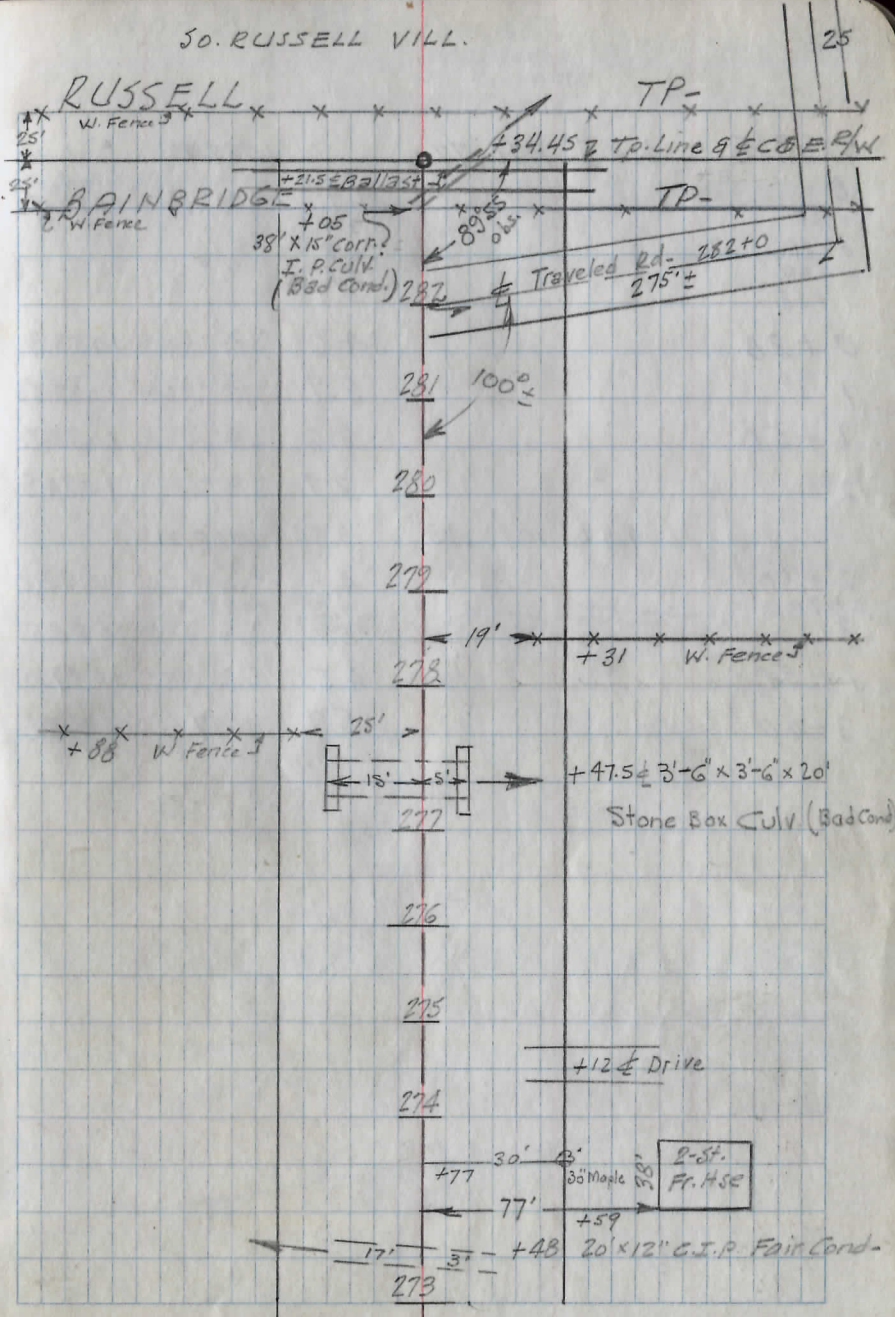 SO. RUSSELL VILL.
25
RUSSELL TP-
W. Fence
25'
+34.45 Tp. Line & ℄ C&E. R/W
25'
+21.5 ℄ Ballast
BAINBRIDGE TP-
W Fence
+05
38' X 15" Corr.
I. P. Culv.
(Bad Cond.)
89°55'
obs.
℄ Traveled Rd- 282+0
275'±
282
281
100°±
280
279
19'
+31 W. Fence
278
25'
+88 W Fence
15' 5'
+47.5 ℄ 3'-6" x 3'-6" x 20'
Stone Box Culv. (Bad Cond)
277
276
275
+12 ℄ Drive
274
30'
+77
30" Maple
38'
2-St.
Fr. Hse
77'
+59
17' 3'
+48 20' x 12" C.I.P. Fair Cond-
273